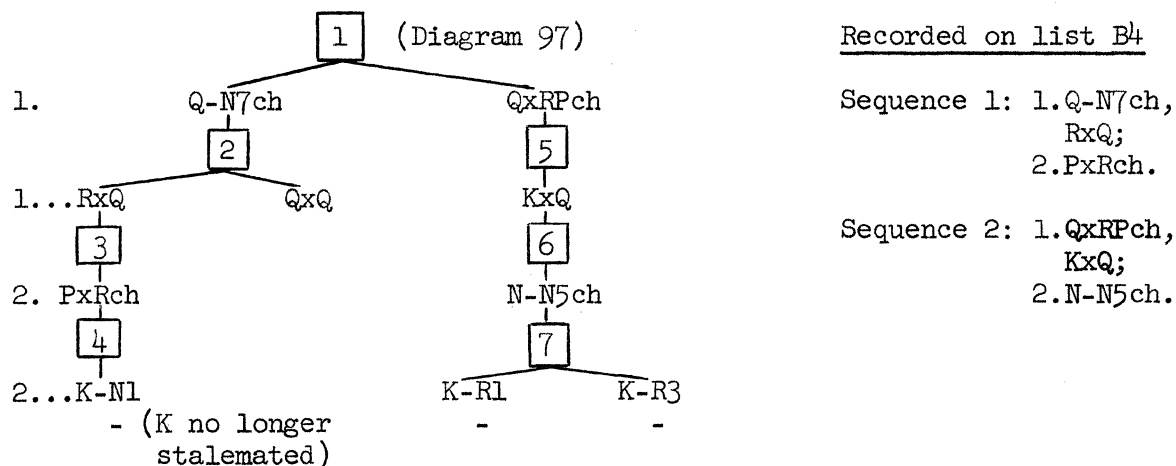 1 (Diagram 97)
1. Q-N7ch QxRPch
2 5
1...RxQ QxQ KxQ
3 6
2. PxRch N-N5ch
4 7
2...K-N1 K-R1 K-R3
- (K no longer - -
stalemated)
Recorded on list B4
Sequence 1: 1.Q-N7ch,
RxQ;
2.PxRch.
Sequence 2: 1.QxRPch,
KxQ;
2.N-N5ch.